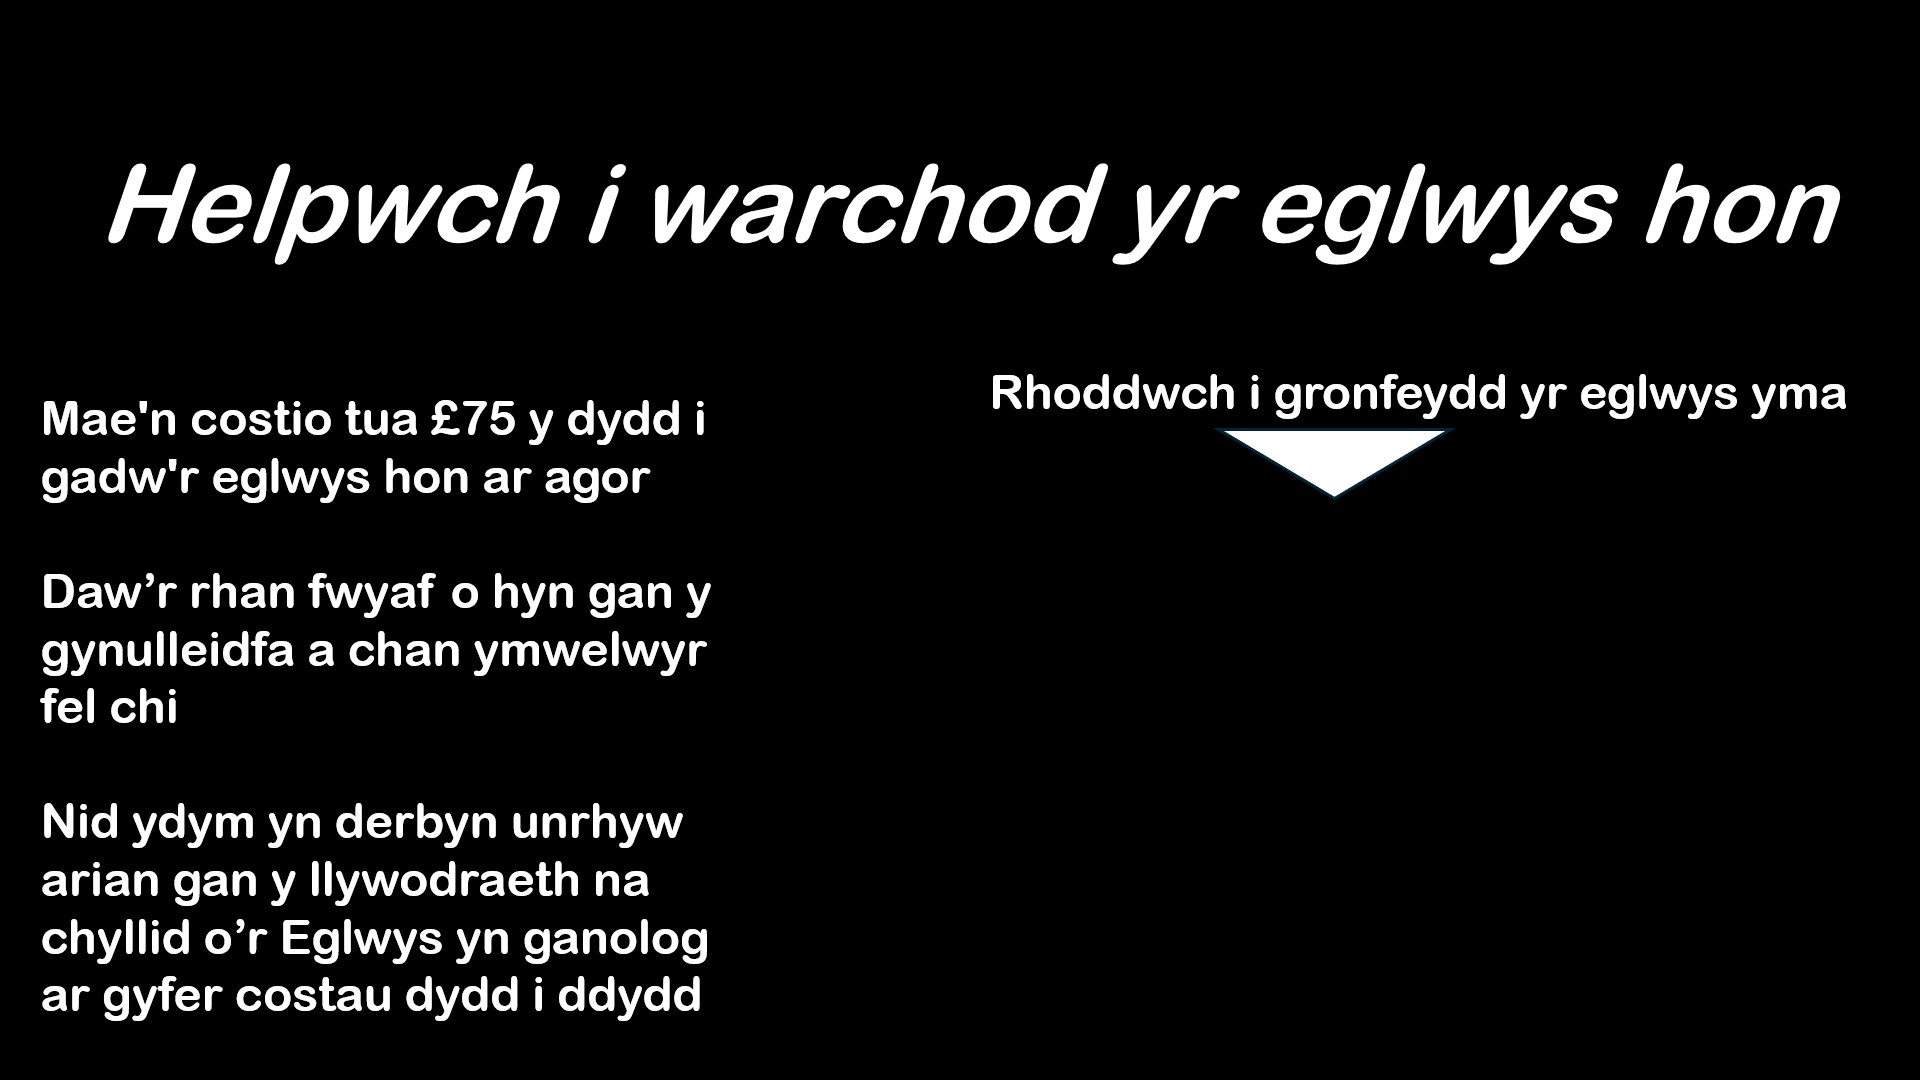 Helpwch i warchod yr eglwys hon
Mae'n costio tua £75 y dydd i
gadw'r eglwys hon ar agor
Daw’r rhan fwyaf o hyn gan y
gynulleidfa a chan ymwelwyr
fel chi
Nid ydym yn derbyn unrhyw
arian gan y llywodraeth na
chyllid o’r Eglwys yn ganolog
ar gyfer costau dydd i ddydd
Rhoddwch i gronfeydd yr eglwys yma